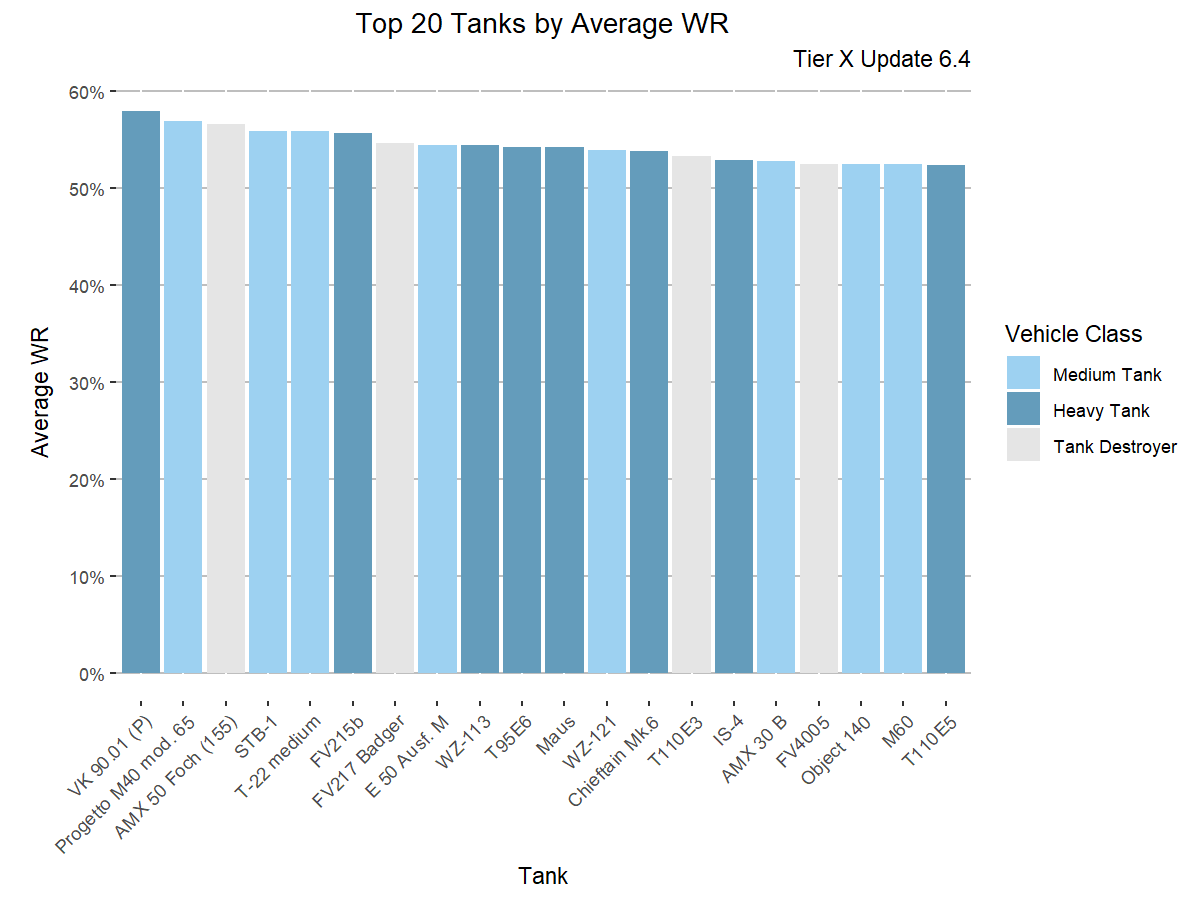 Top 20 Tanks by Average WR
Tier X Update 6.4
60%
50%
40%
30%
20%
10%
0%
Average WR
VK 90.01 (P)
Progetto M40 mod. 65
AMX 50 Foch (155)
STB-1
T-22 medium
FV215b
FV217 Badger
E 50 Ausf. M
WZ-113
T95E6
Maus
WZ-121
Chieftain Mk.6
T110E3
IS-4
AMX 30 B
FV4005
Object 140
M60
T110E5
Tank
Vehicle Class
Medium Tank
Heavy Tank
Tank Destroyer